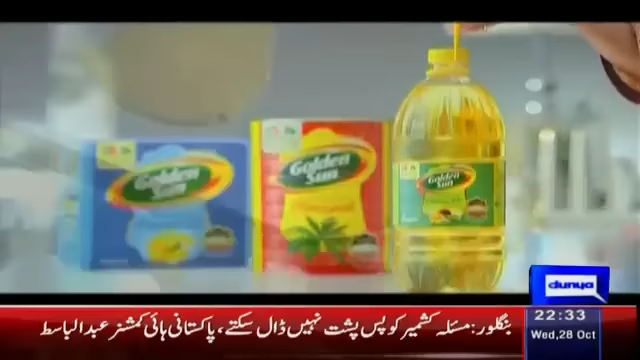 Golden
Sun
Golden
Sun
Golden
Sun
dunya
22:33
Wed,28 Oct
بنگلور: مسئلہ کشمیر کو پس پشت نہیں ڈال سکتے، پاکستانی ہائی کمشنر عبدالباسط